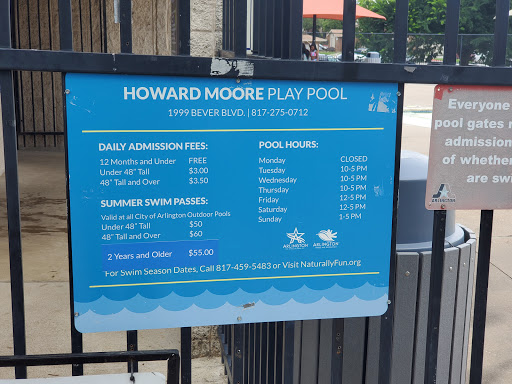 HOWARD MOORE PLAY POOL
1999 BEVER BLVD. | 817-275-0712
DAILY ADMISSION FEES:
12 Months and Under FREE
Under 48" Tall $3.00
48" Tall and Over $3.50
SUMMER SWIM PASSES:
Valid at all City of Arlington Outdoor Pools
Under 48" Tall $50
48" Tall and Over $60
2 Years and Older $55.00
POOL HOURS:
Monday CLOSED
Tuesday 10-5 PM
Wednesday 10-5 PM
Thursday 10-5 PM
Friday 12-5 PM
Saturday 12-5 PM
Sunday 1-5 PM
ARLINGTON
ARLINGTON
For Swim Season Dates, Call 817-459-5483 or Visit NaturallyFun.org
Everyone
pool gates
admission
of whether
are swi
ARLINGTON